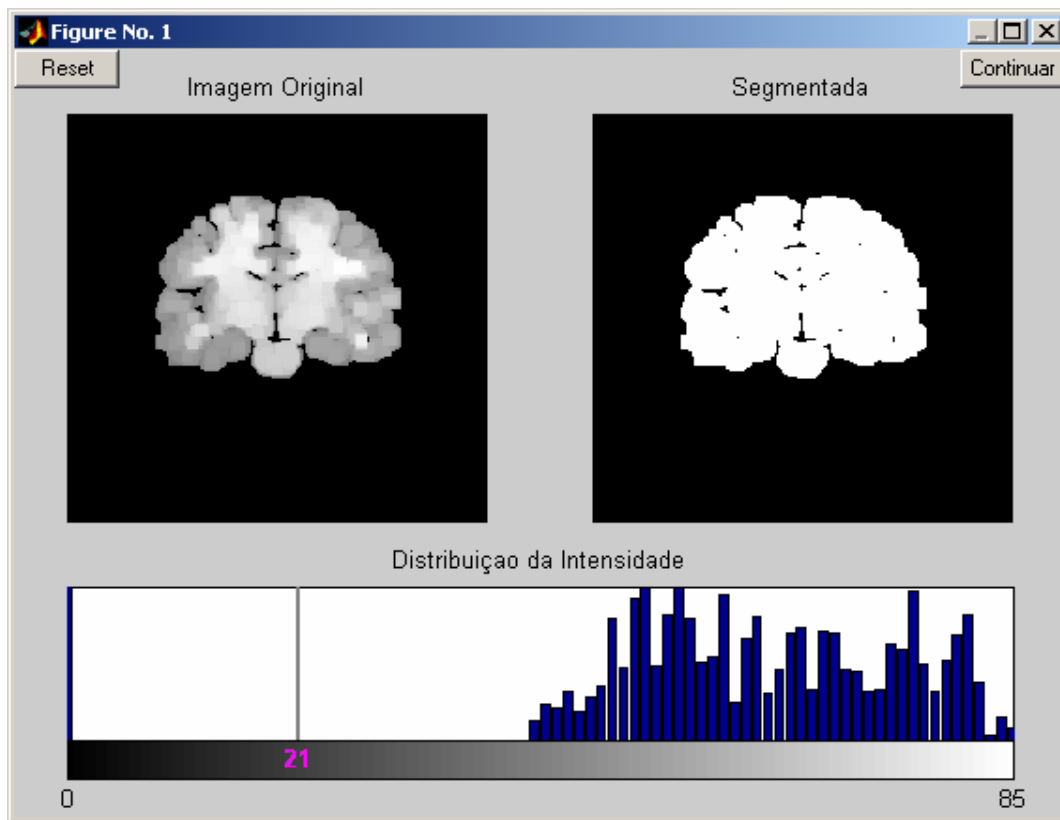 Figure No. 1
Reset
Continuar
Imagem Original
Segmentada
Distribuiçao da Intensidade
21
0
85